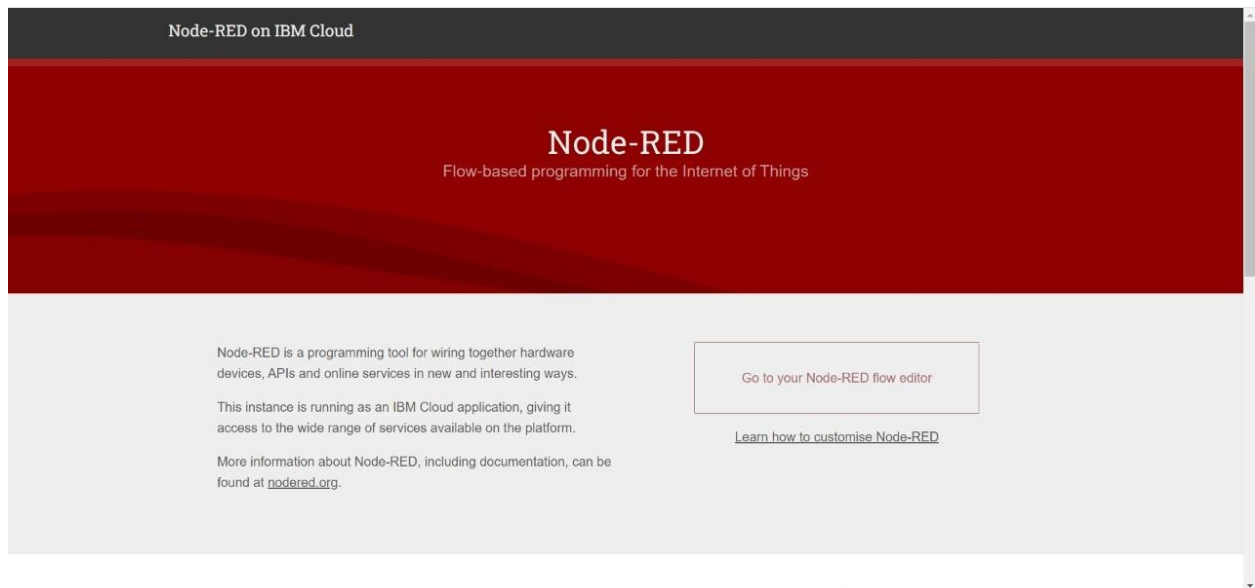 Node-RED on IBM Cloud
Node-RED
Flow-based programming for the Internet of Things
Node-RED is a programming tool for wiring together hardware
devices, APIs and online services in new and interesting ways.
This instance is running as an IBM Cloud application, giving it
access to the wide range of services available on the platform.
More information about Node-RED, including documentation, can be
found at nodered.org.
Go to your Node-RED flow editor
Learn how to customise Node-RED